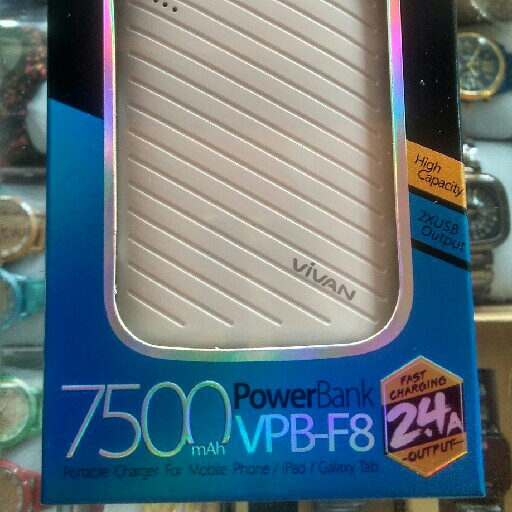 High
Capacity
2XUSB
Output
ViVAN
7500mAh
PowerBank
VPB-F8
FAST
CHARGING
2.4A
-OUTPUT-
Portable Charger For Mobile Phone / iPad / Galaxy Tab